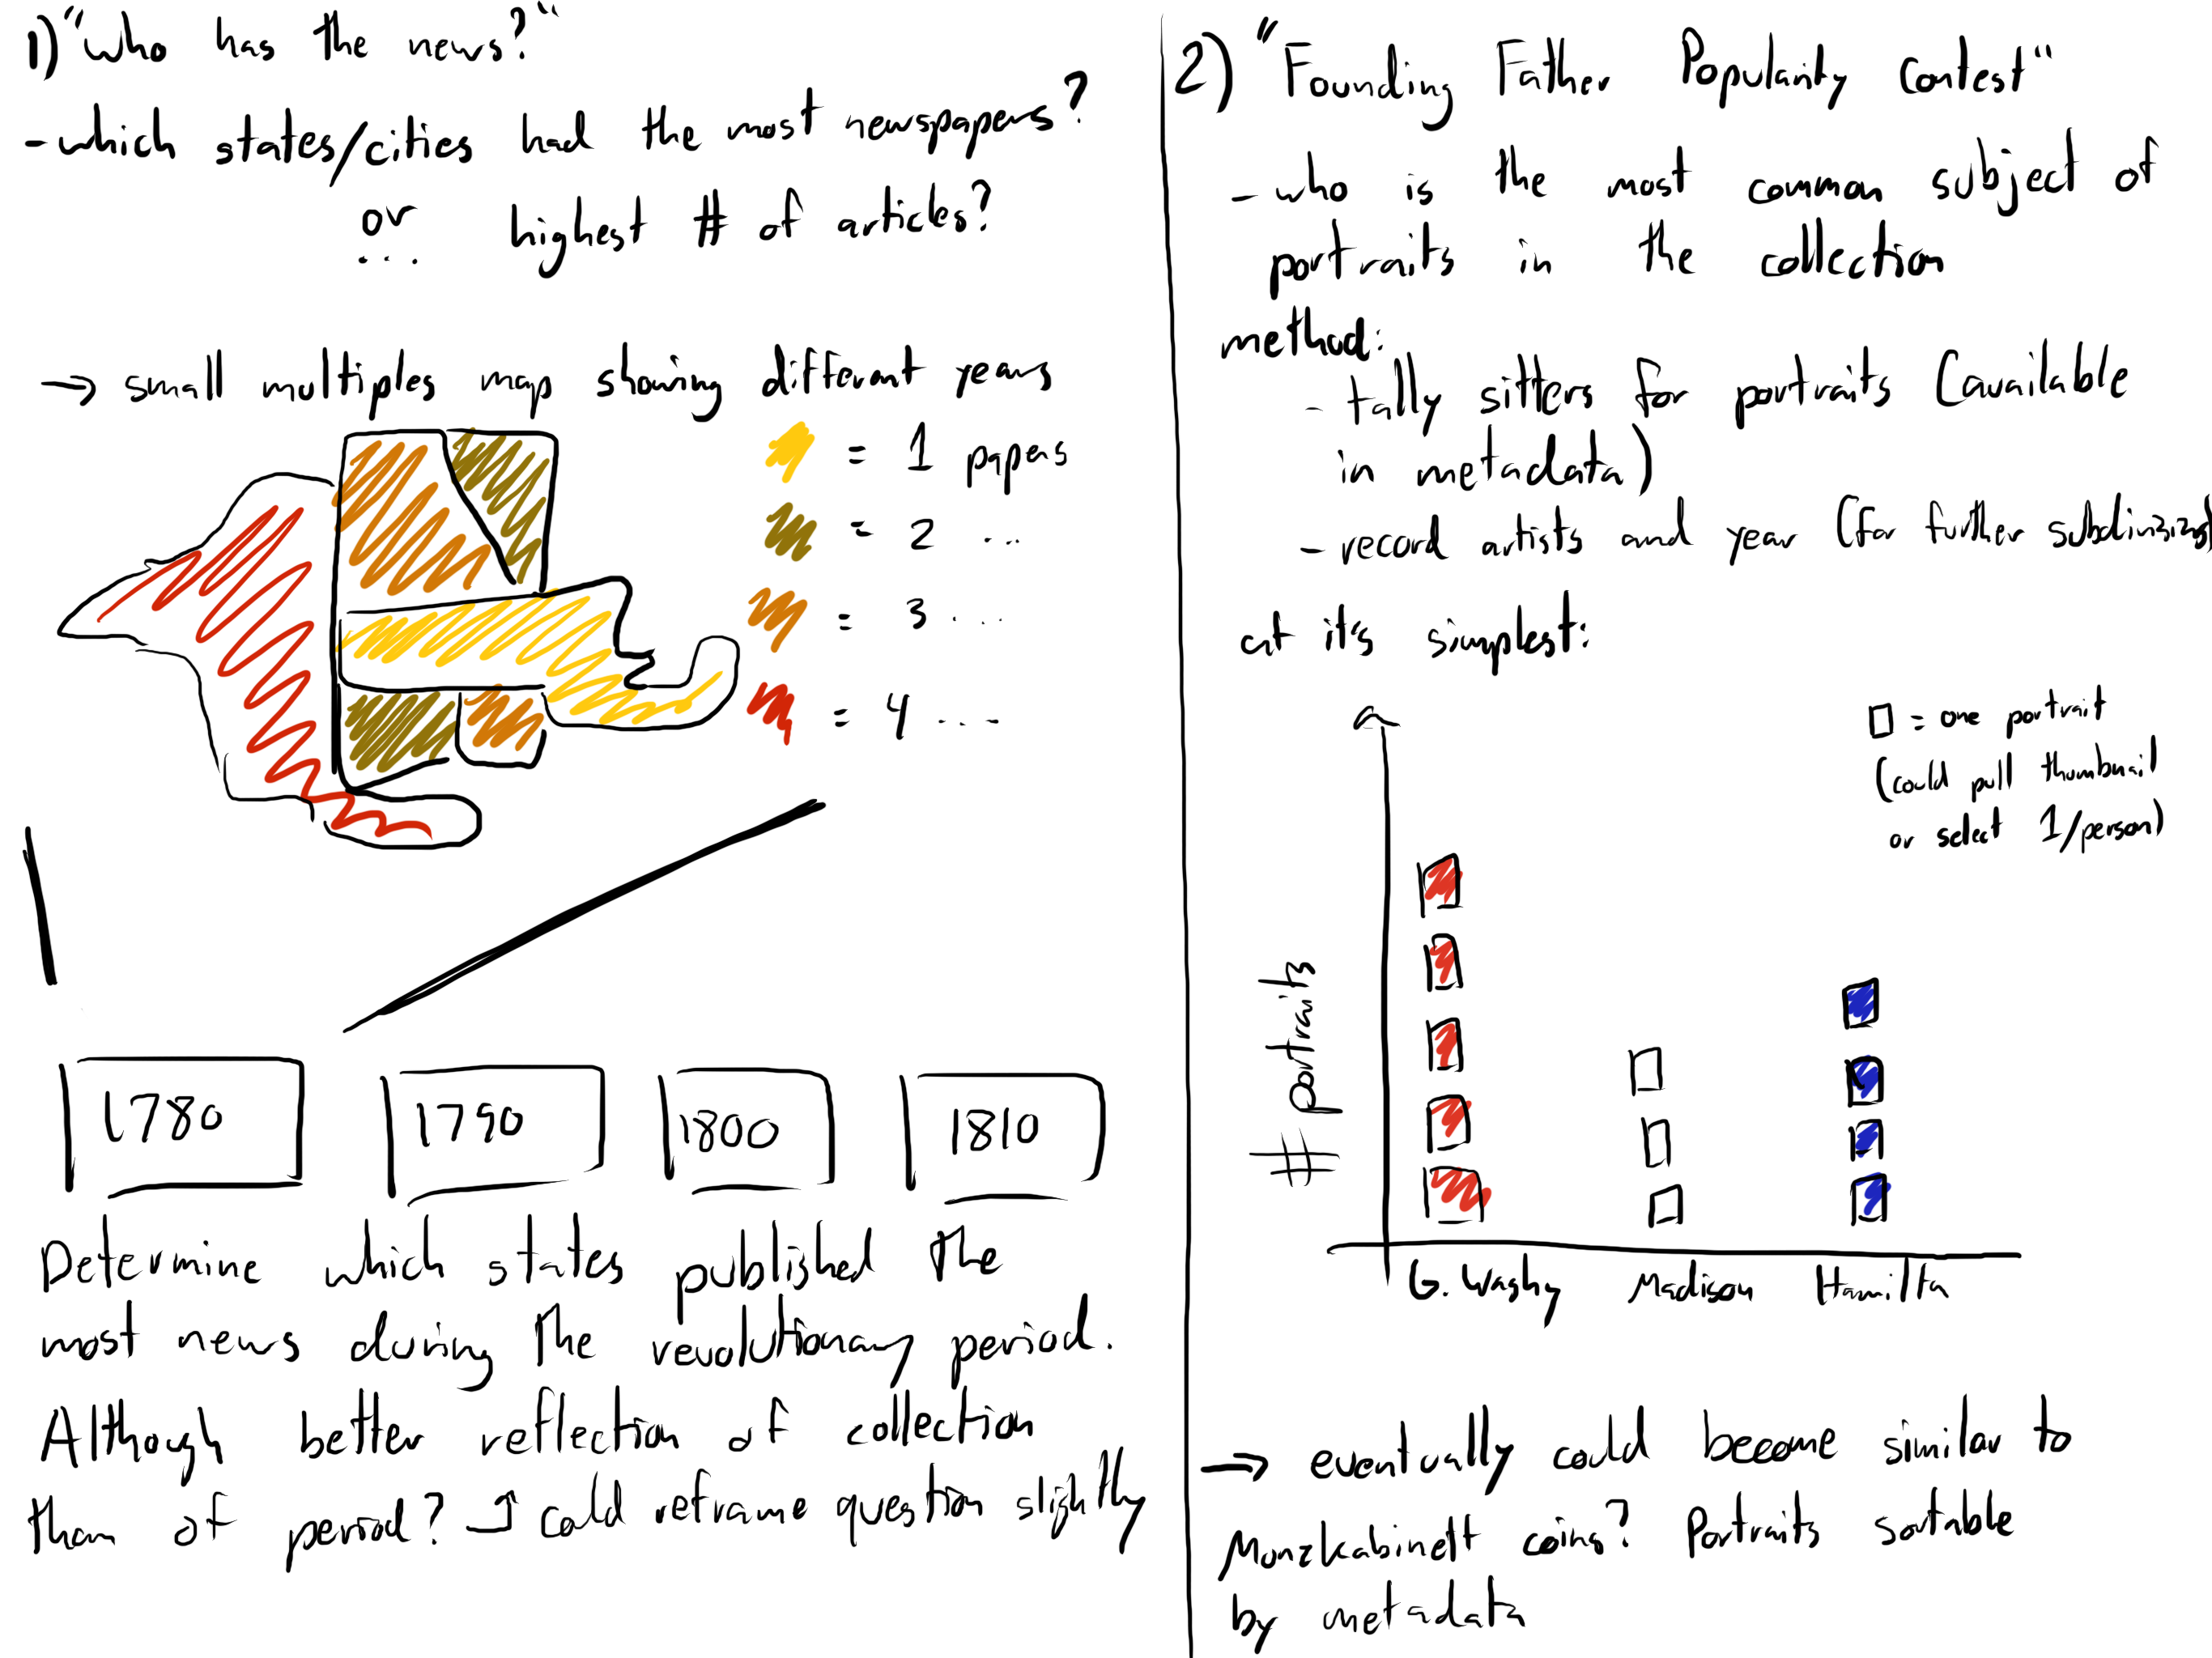 1) "Who has the news?"
- which states/cities had the most newspapers?
or highest # of articles?
...
→ small multiples map showing different years
= 1 papers
= 2 ...
= 3 ...
= 4 ...
1780 1790 1800 1810
Determine which states published the
most news during the revolutionary period.
Although better reflection of collection
than of period? → Could reframe question slightly
2) "Founding Father Popularity Contest"
- who is the most common subject of
portraits in the collection
method:
- tally sitters for portraits (available
in metadata)
- record artists and year (for further subdivizing)
at it's simplest:
□ = one portrait
(could pull thumbnail
or select 1/person)
# portraits
G. Washy Madison Hamilta
→ eventually could become similar to
Munzkabinett coins? Portraits sortable
by metadata